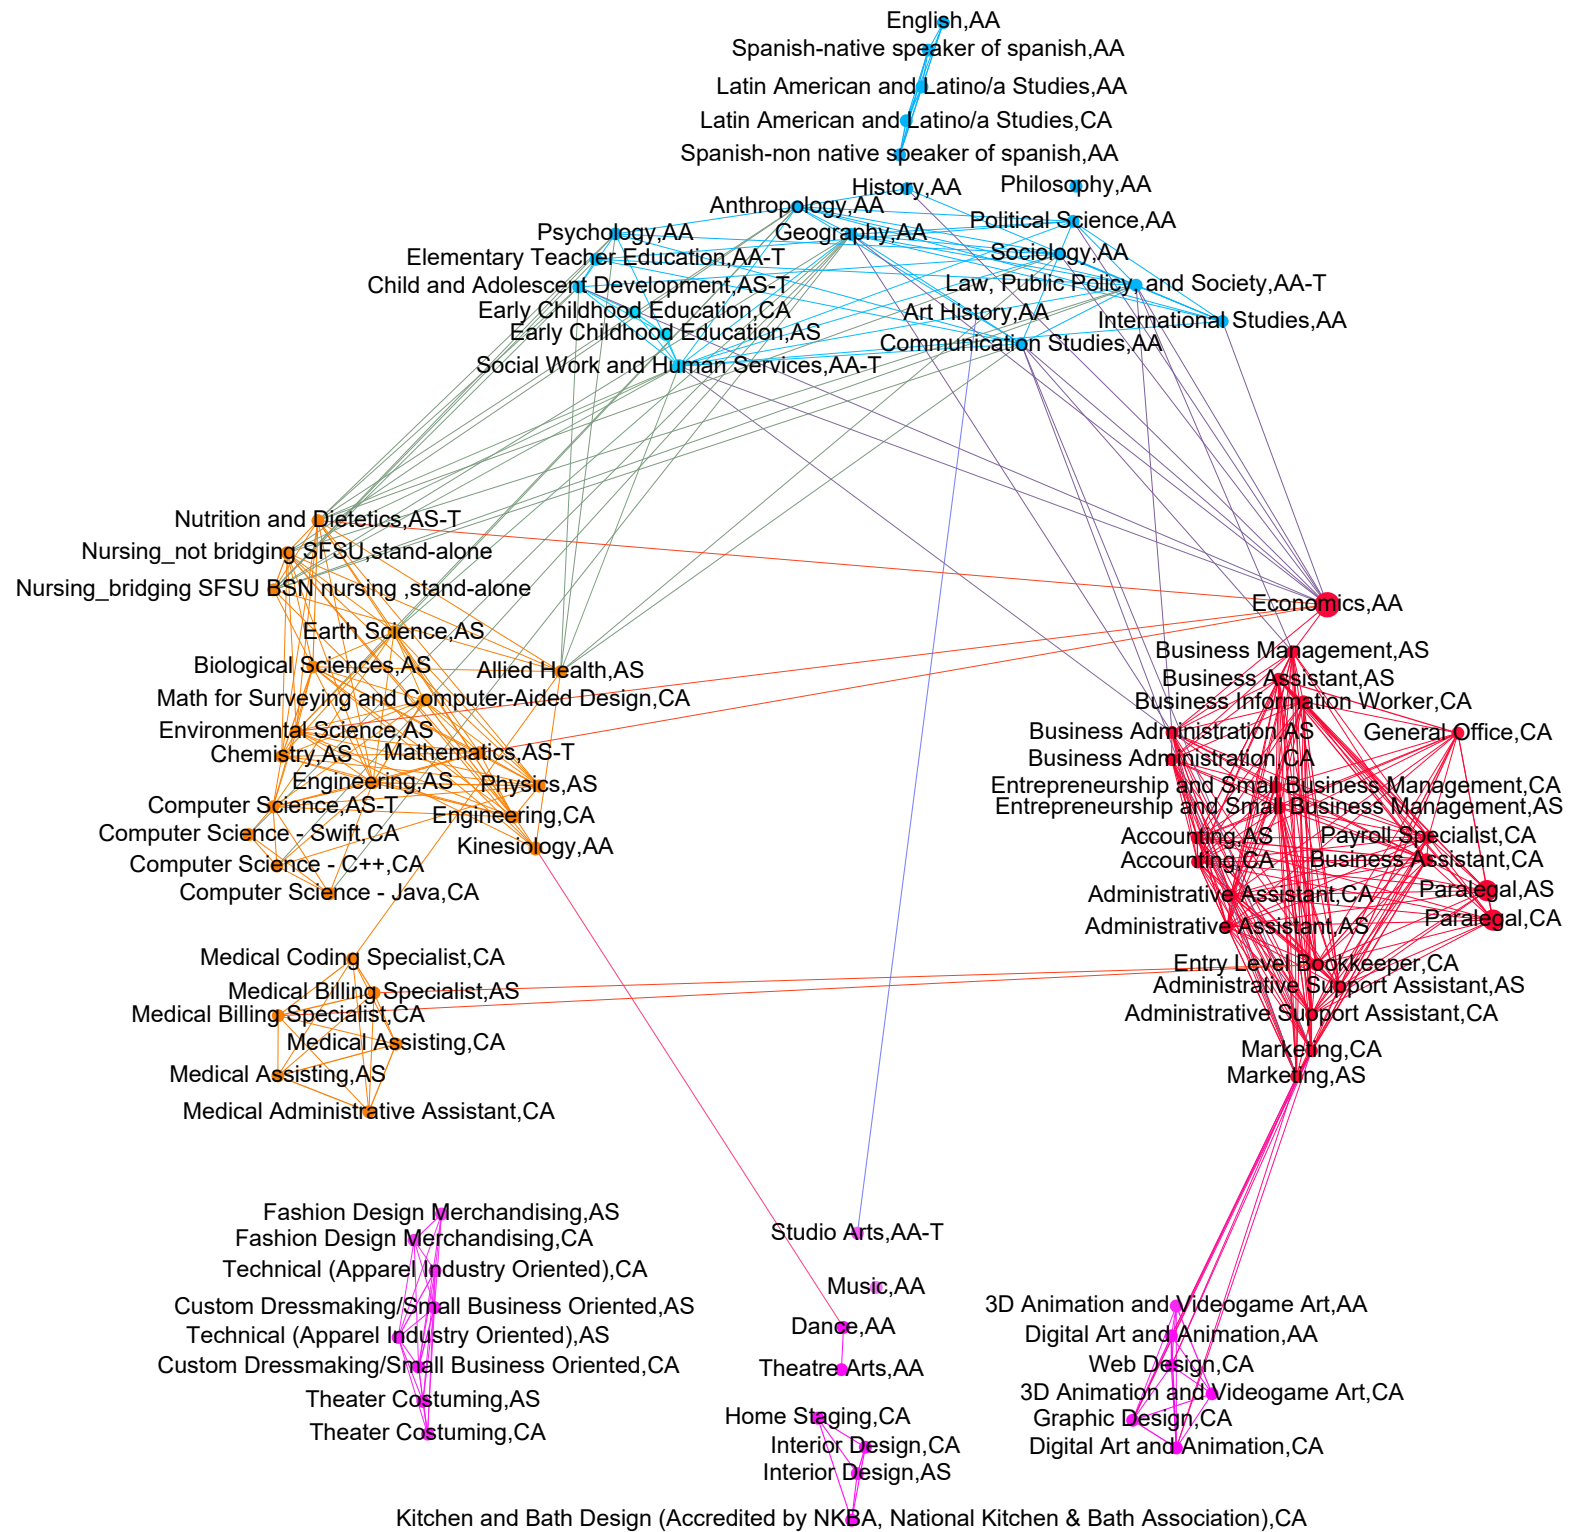 English,AA
Spanish-native speaker of spanish,AA
Latin American and Latino/a Studies,AA
Latin American and Latino/a Studies,CA
Spanish-non native speaker of spanish,AA
History,AA
Philosophy,AA
Anthropology,AA
Political Science,AA
Psychology,AA
Geography,AA
Sociology,AA
Elementary Teacher Education,AA-T
Child and Adolescent Development,AS-T
Law, Public Policy, and Society,AA-T
Early Childhood Education,CA
Art History,AA
International Studies,AA
Early Childhood Education,AS
Communication Studies,AA
Social Work and Human Services,AA-T
Nutrition and Dietetics,AS-T
Nursing_not bridging SFSU,stand-alone
Nursing_bridging SFSU BSN nursing ,stand-alone
Earth Science,AS
Biological Sciences,AS
Allied Health,AS
Math for Surveying and Computer-Aided Design,CA
Environmental Science,AS
Chemistry,AS
Mathematics,AS-T
Engineering,AS
Physics,AS
Computer Science,AS-T
Engineering,CA
Computer Science - Swift,CA
Kinesiology,AA
Computer Science - C++,CA
Computer Science - Java,CA
Medical Coding Specialist,CA
Medical Billing Specialist,AS
Medical Billing Specialist,CA
Medical Assisting,CA
Medical Assisting,AS
Medical Administrative Assistant,CA
Economics,AA
Business Management,AS
Business Assistant,AS
Business Information Worker,CA
Business Administration,AS
General Office,CA
Business Administration,CA
Entrepreneurship and Small Business Management,CA
Entrepreneurship and Small Business Management,AS
Accounting,AS
Payroll Specialist,CA
Accounting,CA
Business Assistant,CA
Administrative Assistant,CA
Paralegal,AS
Paralegal,CA
Administrative Assistant,AS
Entry Level Bookkeeper,CA
Administrative Support Assistant,AS
Administrative Support Assistant,CA
Marketing,CA
Marketing,AS
Fashion Design Merchandising,AS
Fashion Design Merchandising,CA
Technical (Apparel Industry Oriented),CA
Custom Dressmaking/Small Business Oriented,AS
Technical (Apparel Industry Oriented),AS
Custom Dressmaking/Small Business Oriented,CA
Theater Costuming,AS
Theater Costuming,CA
Studio Arts,AA-T
Music,AA
Dance,AA
Theatre Arts,AA
Home Staging,CA
Interior Design,CA
Interior Design,AS
Kitchen and Bath Design (Accredited by NKBA, National Kitchen & Bath Association),CA
3D Animation and Videogame Art,AA
Digital Art and Animation,AA
Web Design,CA
3D Animation and Videogame Art,CA
Graphic Design,CA
Digital Art and Animation,CA